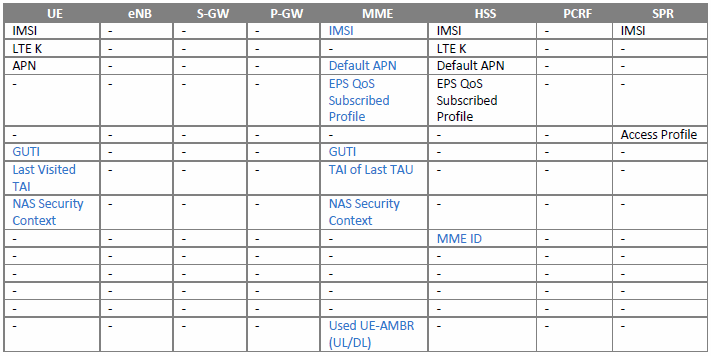 UE eNB S-GW P-GW MME HSS PCRF SPR
IMSI - - - IMSI IMSI - IMSI
LTE K - - - - LTE K - -
APN - - - Default APN Default APN - -
- - - - EPS QoS Subscribed Profile EPS QoS Subscribed Profile - -
- - - - - - - Access Profile
GUTI - - - GUTI - - -
Last Visited TAI - - - TAI of Last TAU - - -
NAS Security Context - - - NAS Security Context - - -
- - - - - MME ID - -
- - - - - - - -
- - - - - - - -
- - - - - - - -
- - - - - - - -
- - - - Used UE-AMBR (UL/DL) - - -